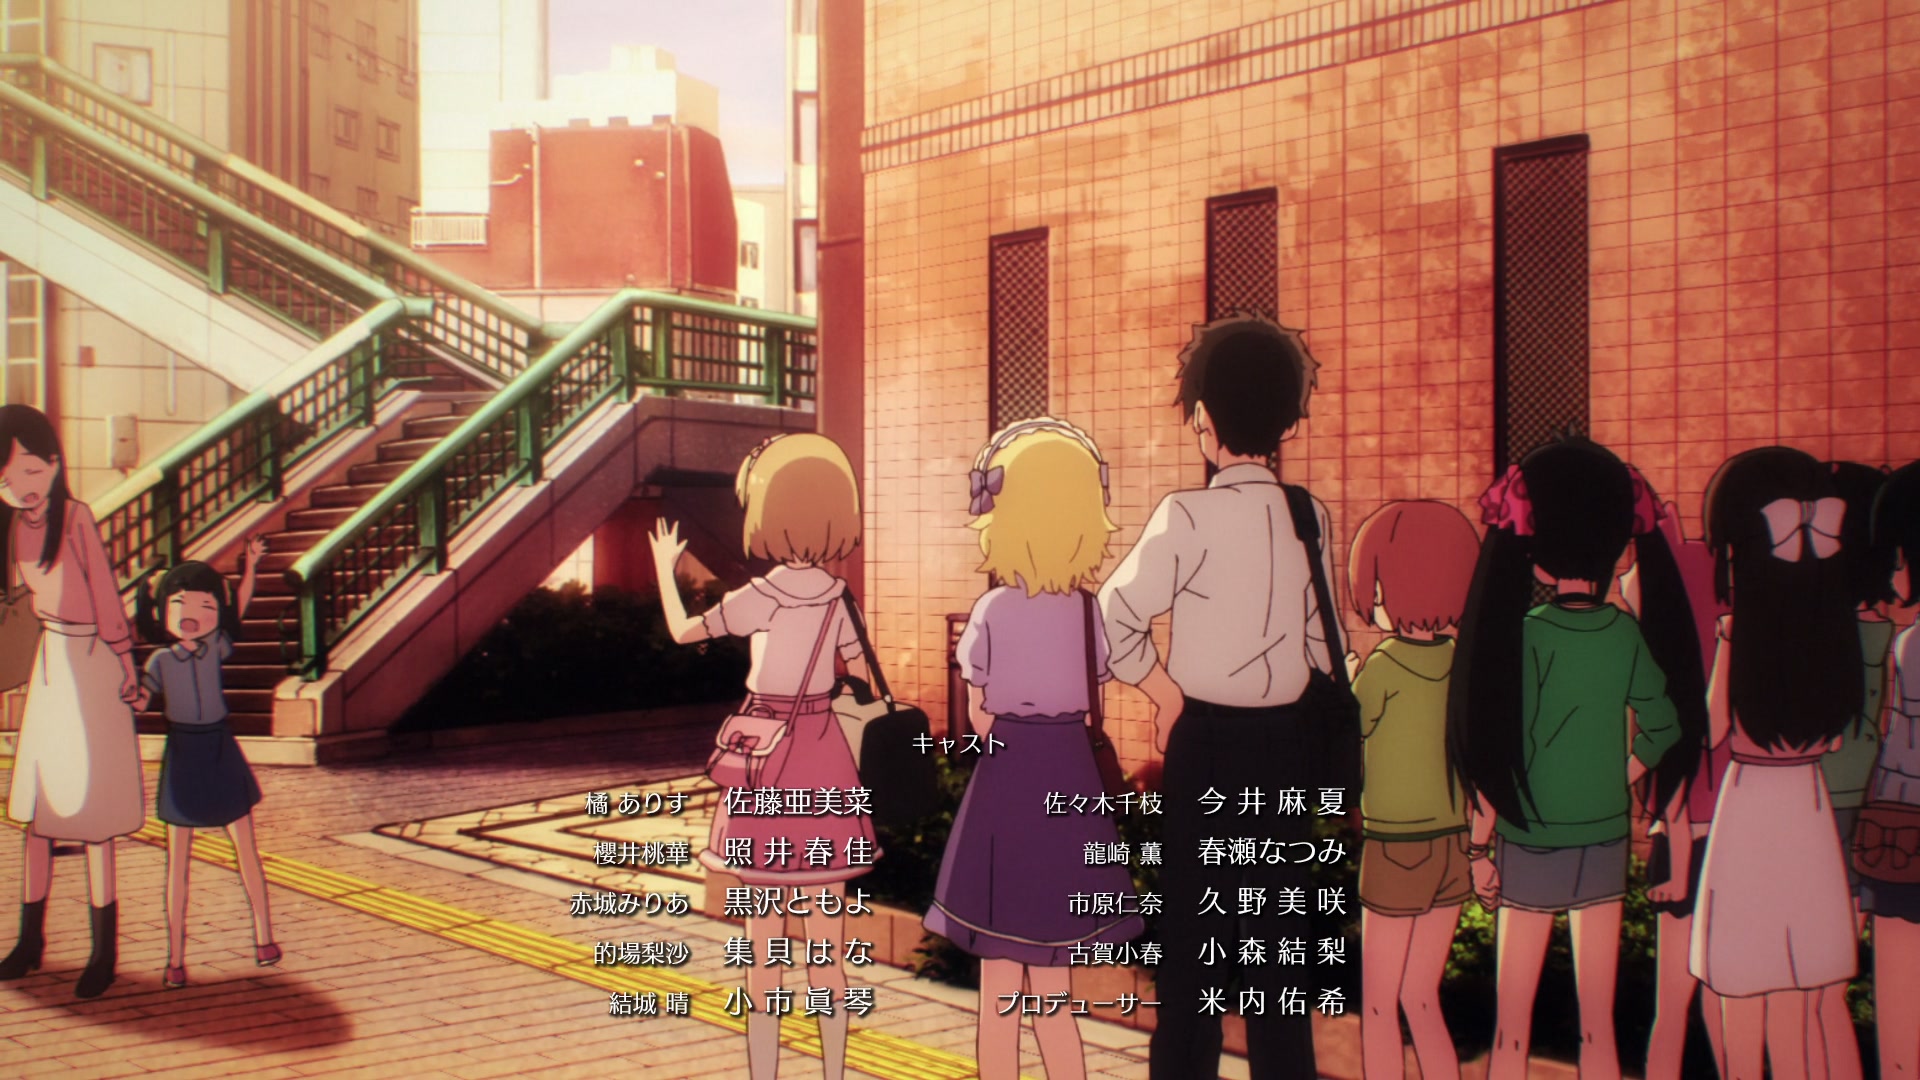 キャスト
橘 ありす 佐藤亜美菜
櫻井桃華 照井春佳
赤城みりあ 黒沢ともよ
的場梨沙 集貝はな
結城 晴 小市眞琴
佐々木千枝 今井麻夏
龍崎 薫 春瀬なつみ
市原仁奈 久野美咲
古賀小春 小森結梨
プロデューサー 米内佑希